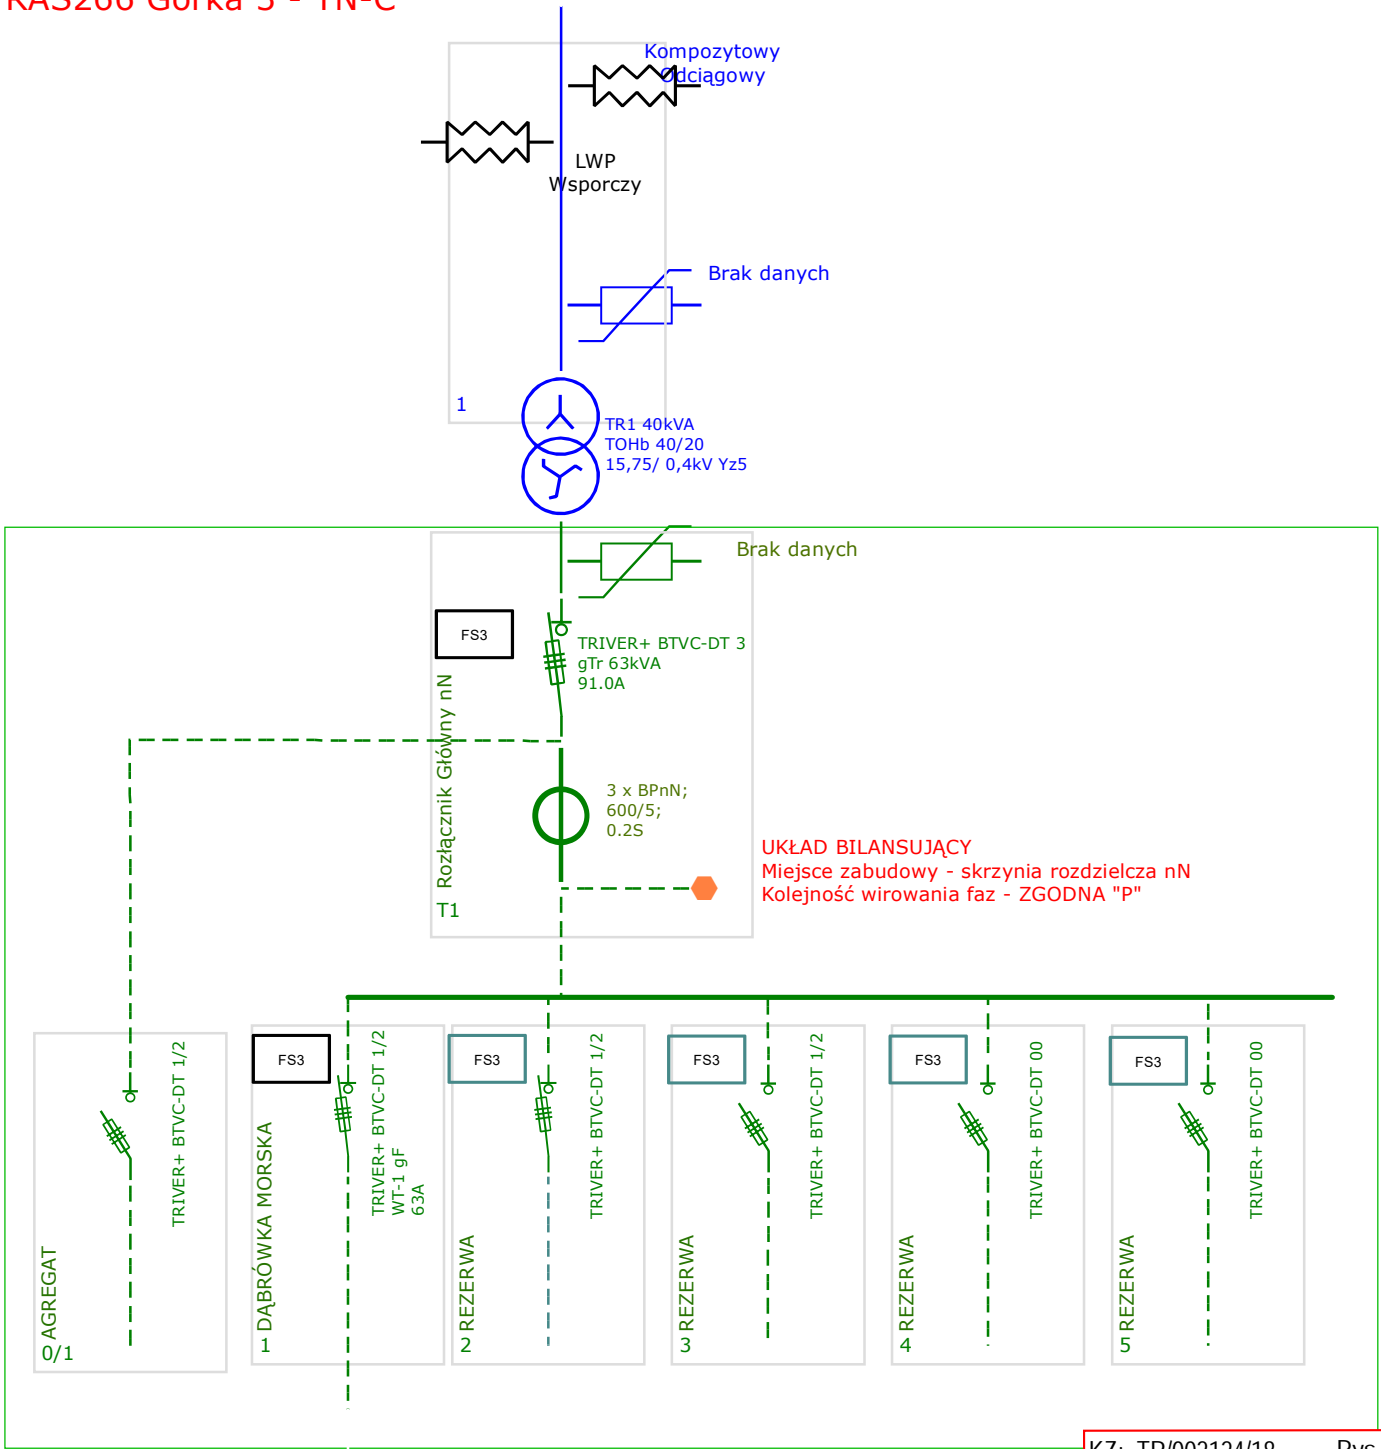 KAS266 Górka 3 - TN-C
Kompozytowy
Odciągowy
LWP
Wsporczy
Brak danych
1
TR1 40kVA
TOHb 40/20
15,75/ 0,4kV Yz5
Brak danych
FS3
TRIVER+ BTVC-DT 3
gTr 63kVA
91.0A
Rozłącznik Główny nN
T1
3 x BPnN;
600/5;
0.2S
UKŁAD BILANSUJĄCY
Miejsce zabudowy - skrzynia rozdzielcza nN
Kolejność wirowania faz - ZGODNA "P"
TRIVER+ BTVC-DT 1/2
AGREGAT
0/1
FS3
TRIVER+ BTVC-DT 1/2
WT-1 gF
63A
DĄBRÓWKA MORSKA
1
FS3
TRIVER+ BTVC-DT 1/2
REZERWA
2
FS3
TRIVER+ BTVC-DT 1/2
REZERWA
3
FS3
TRIVER+ BTVC-DT 00
REZERWA
4
FS3
TRIVER+ BTVC-DT 00
REZERWA
5